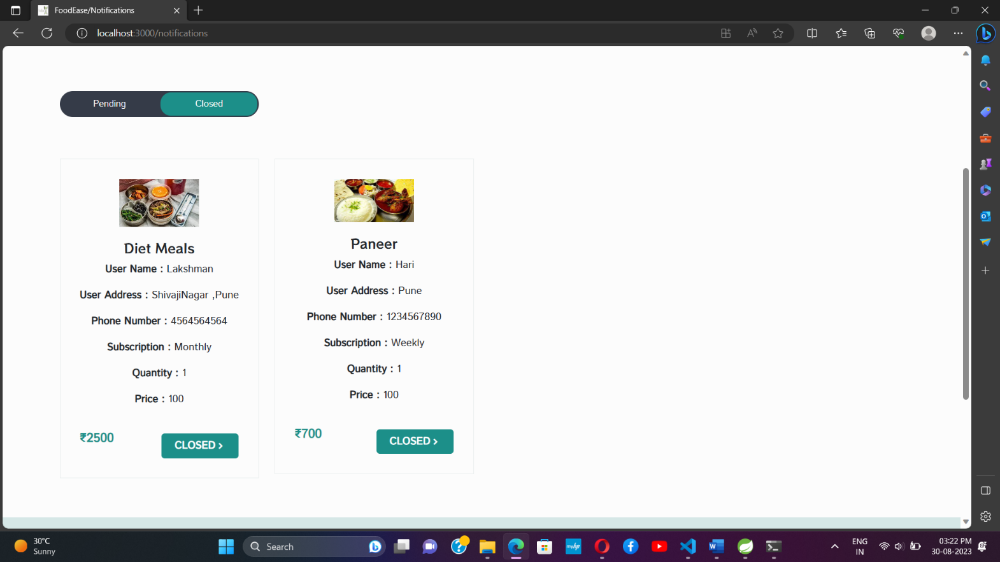 FoodEase/Notifications
localhost:3000/notifications
Pending
Closed
Diet Meals
User Name : Lakshman
User Address : ShivajiNagar ,Pune
Phone Number : 4564564564
Subscription : Monthly
Quantity : 1
Price : 100
₹2500
CLOSED >
Paneer
User Name : Hari
User Address : Pune
Phone Number : 1234567890
Subscription : Weekly
Quantity : 1
Price : 100
₹700
CLOSED >
30°C
Sunny
Search
ENG
IN
03:22 PM
30-08-2023